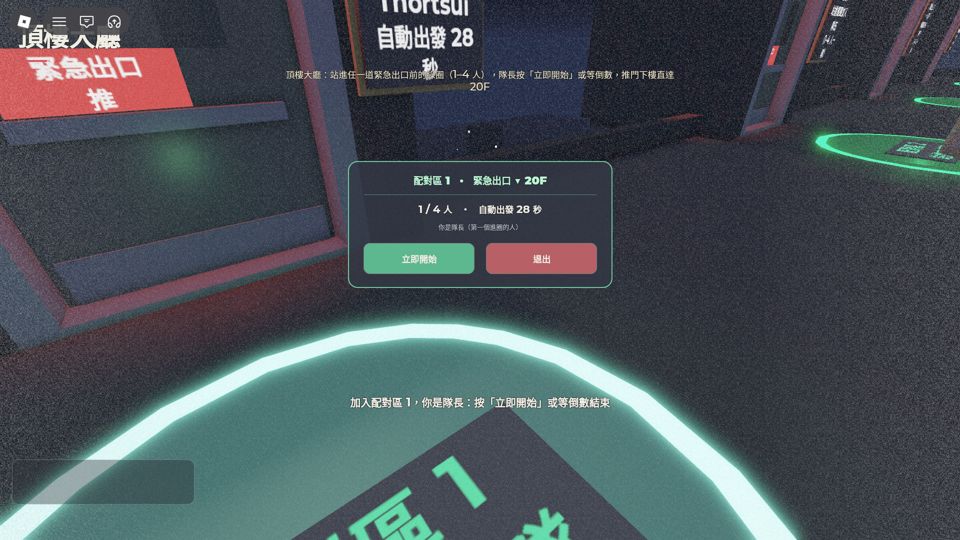 頂樓大廳
緊急出口
推
Thortsui
自動出發 28
秒
頂樓大廳：站進任一道緊急出口前的綠圈（1–4 人），隊長按「立即開始」或等倒數，推門下樓直達
20F
配對區 1 • 緊急出口 ▼ 20F
1 / 4 人 • 自動出發 28 秒
你是隊長（第一個進圈的人）
立即開始
退出
加入配對區 1，你是隊長：按「立即開始」或等倒數結束
區 1
隊